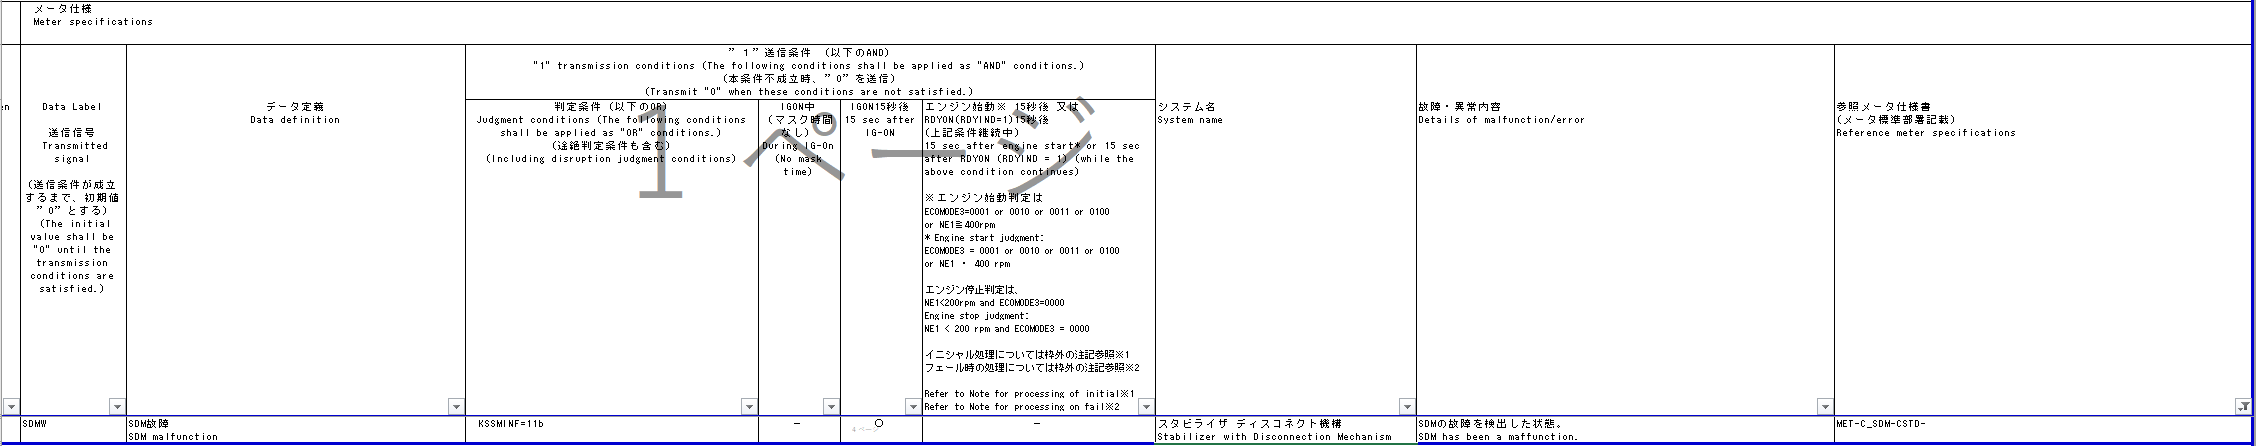 メータ仕様
Meter specifications
en
Data Label
送信信号
Transmitted
signal
(送信条件が成立
するまで、初期値
”0”とする)
(The initial
value shall be
"0" until the
transmission
conditions are
satisfied.)
データ定義
Data definition
”1”送信条件 (以下のAND)
"1" transmission conditions (The following conditions shall be applied as "AND" conditions.)
(本条件不成立時、”0”を送信)
(Transmit "0" when these conditions are not satisfied.)
判定条件 (以下のOR)
Judgment conditions (The following conditions
shall be applied as "OR" conditions.)
(途絶判定条件も含む)
(Including disruption judgment conditions)
IGON中
(マスク時間
なし)
During IG-On
(No mask
time)
IGON15秒後
15 sec after
IG-ON
エンジン始動※ 15秒後 又は
RDYON(RDYIND=1)15秒後
(上記条件継続中)
15 sec after engine start* or 15 sec
after RDYON (RDYIND = 1) (while the
above condition continues)
※エンジン始動判定は
ECOMODE3=0001 or 0010 or 0011 or 0100
or NE1≧400rpm
* Engine start judgment:
ECOMODE3 = 0001 or 0010 or 0011 or 0100
or NE1 ・ 400 rpm
エンジン停止判定は、
NE1<200rpm and ECOMODE3=0000
Engine stop judgment:
NE1 < 200 rpm and ECOMODE3 = 0000
イニシャル処理については枠外の注記参照※1
フェール時の処理については枠外の注記参照※2
Refer to Note for processing of initial※1
Refer to Note for processing on fail※2
システム名
System name
故障・異常内容
Details of malfunction/error
参照メータ仕様書
(メータ標準部署記載)
Reference meter specifications
1 ページ
SDMW
SDM故障
SDM malfunction
KSSMINF=11b
－
○
－
4 ページ
スタビライザ ディスコネクト機構
Stabilizer with Disconnection Mechanism
SDMの故障を検出した状態。
SDM has been a maffunction.
MET-C_SDM-CSTD-